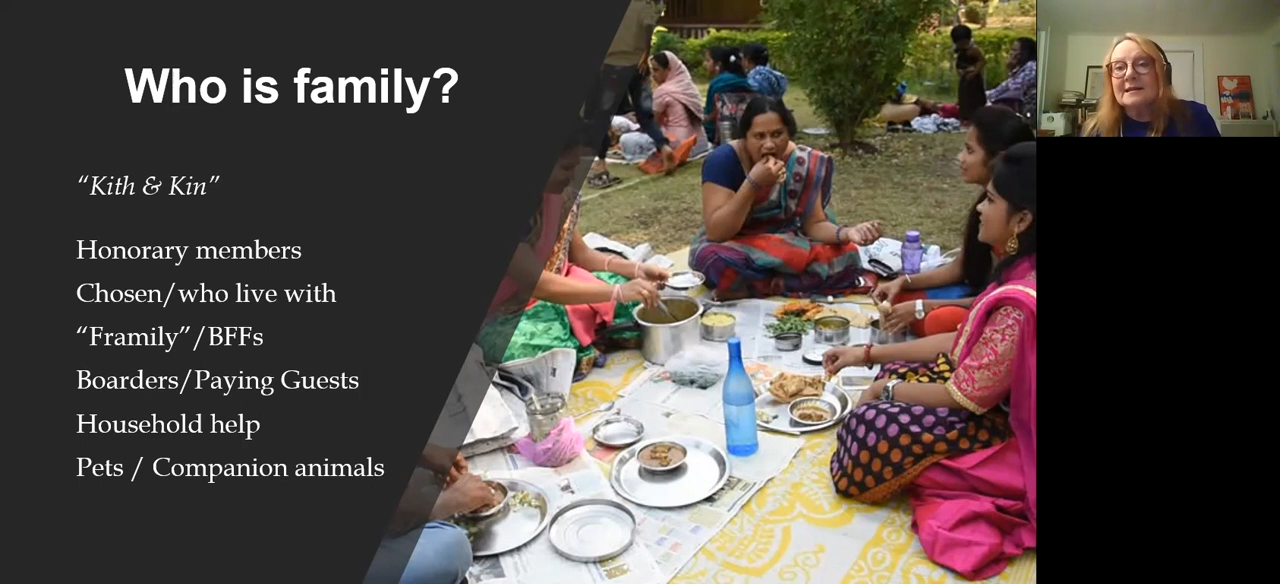 Who is family?
“Kith & Kin”
Honorary members
Chosen/who live with
“Framily”/BFFs
Boarders/Paying Guests
Household help
Pets / Companion animals